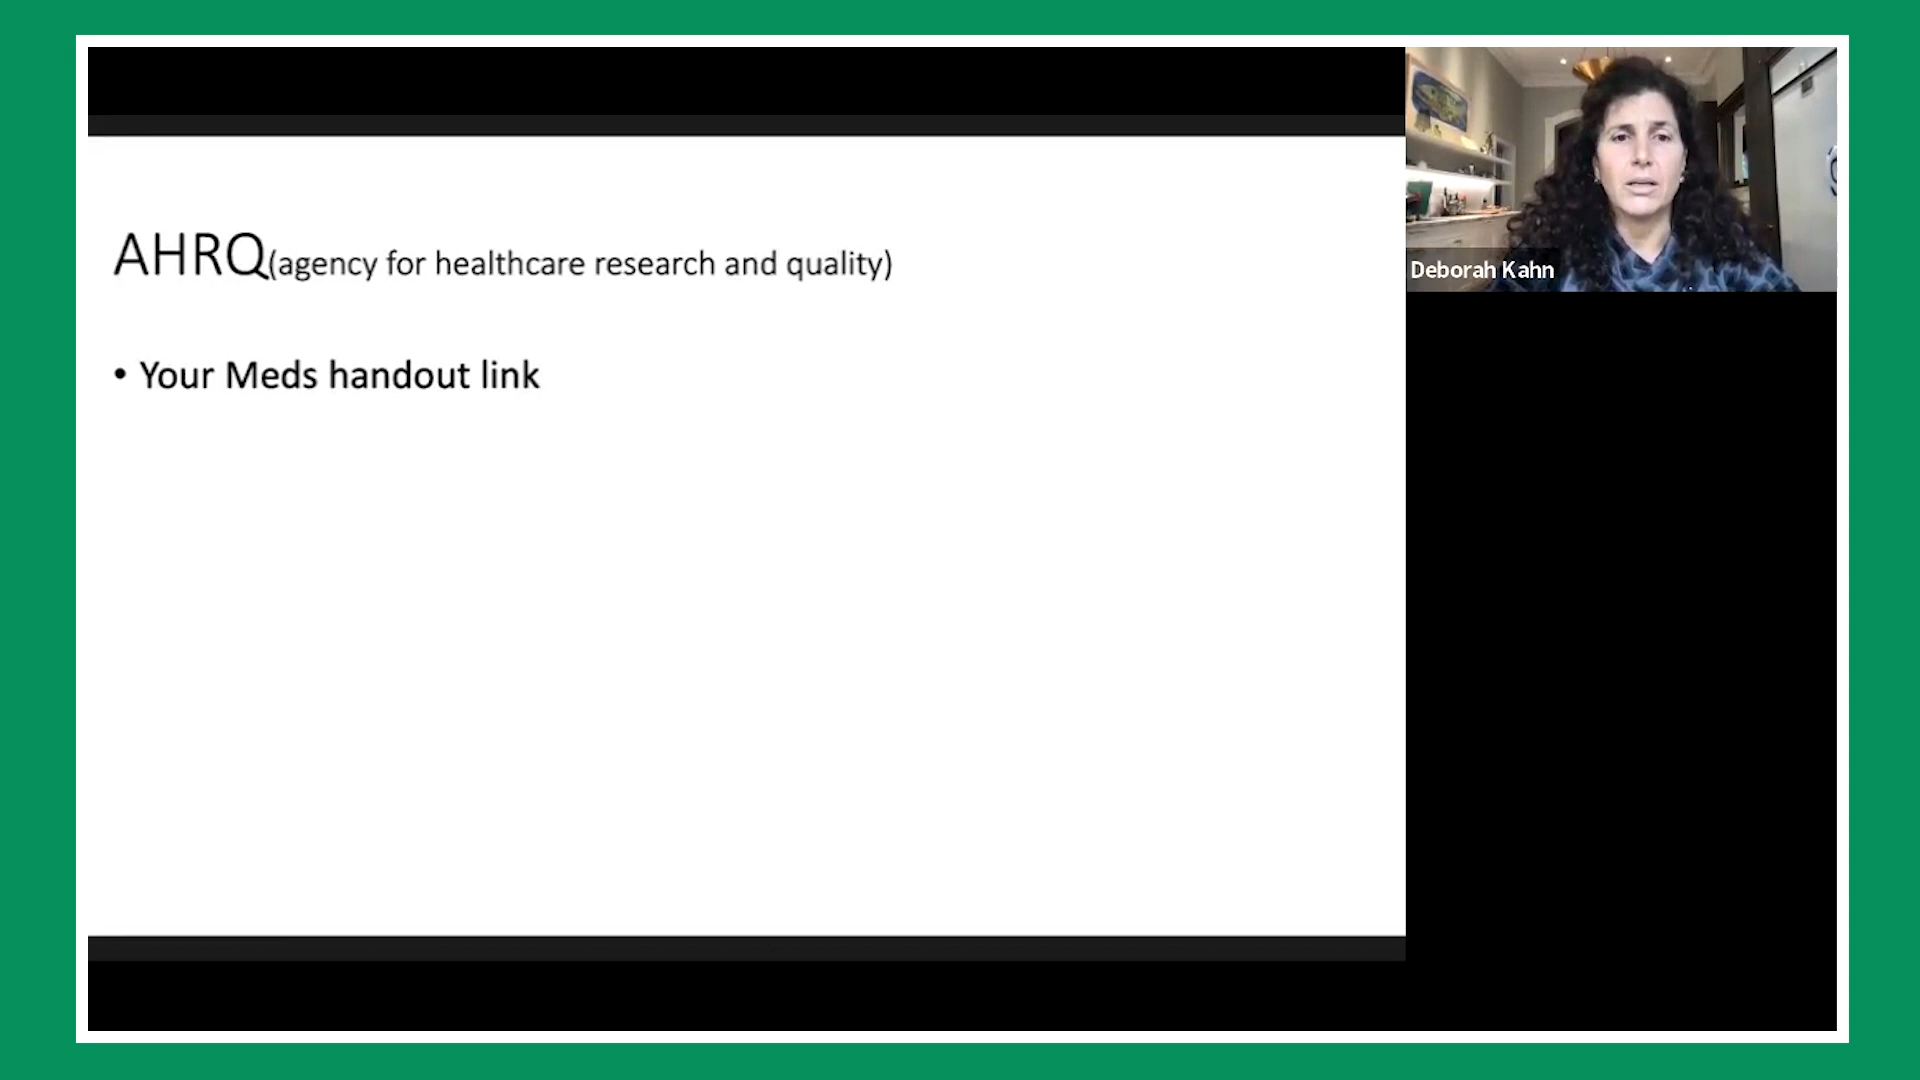 AHRQ(agency for healthcare research and quality)
• Your Meds handout link
Deborah Kahn